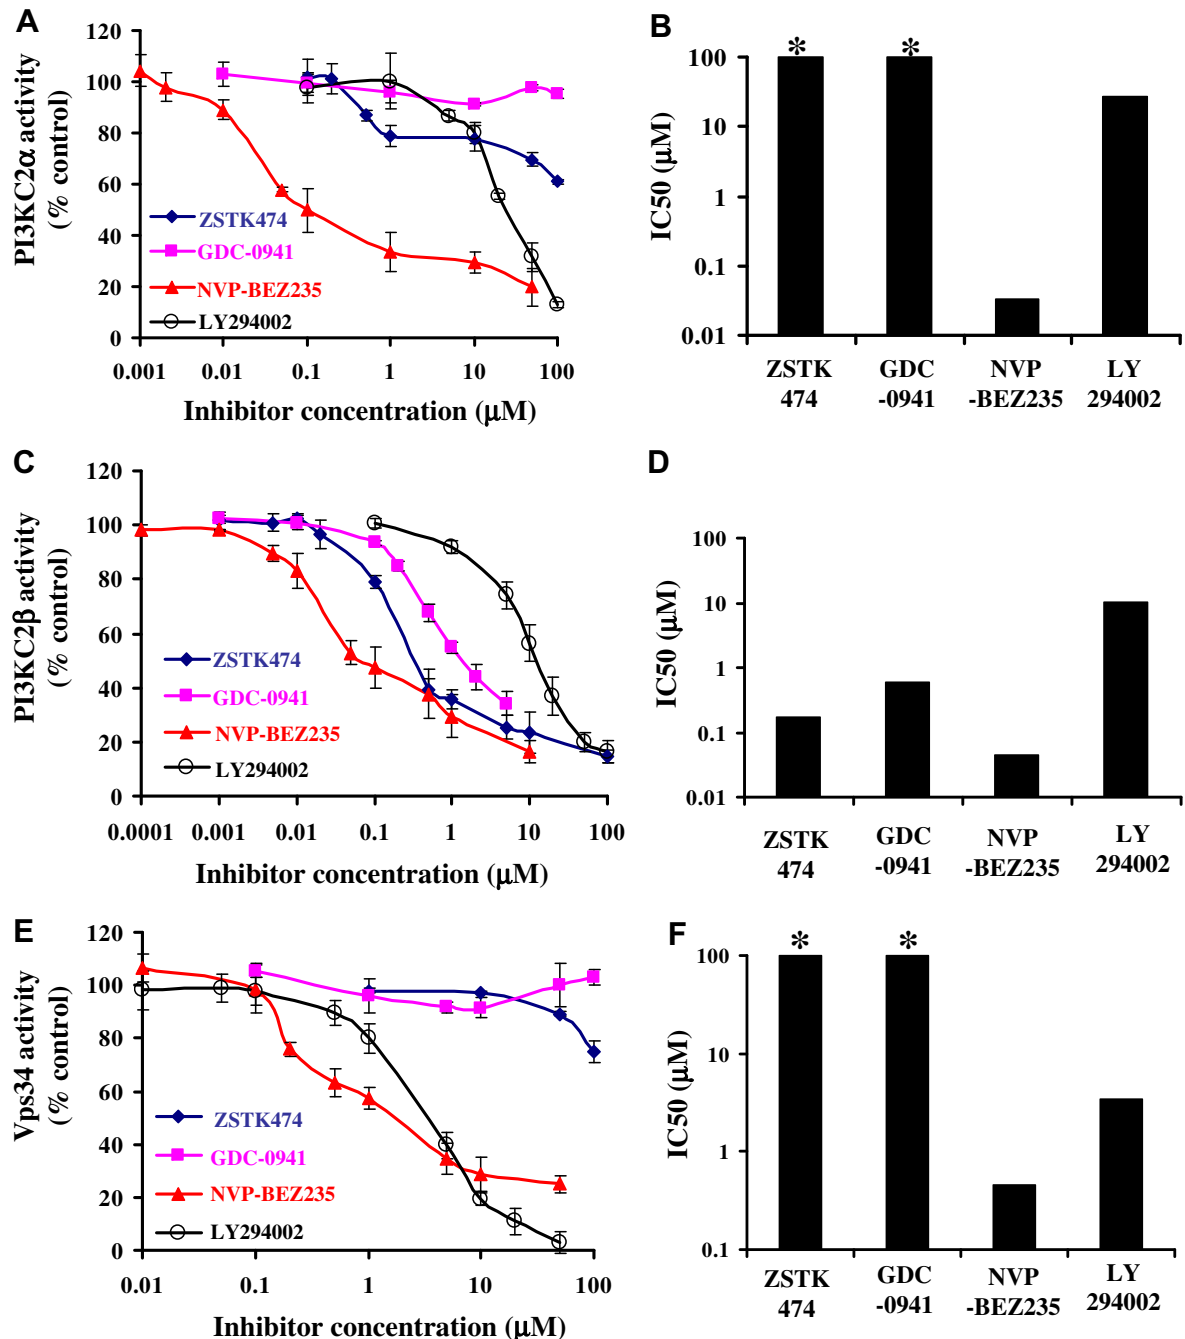 A
PI3KC2α activity
(% control)
120
100
80
60
40
20
0
ZSTK474
GDC-0941
NVP-BEZ235
LY294002
0.001 0.01 0.1 1 10 100
Inhibitor concentration (μM)
B
IC50 (μM)
100
10
1
0.1
0.01
* *
ZSTK GDC NVP LY
474 -0941 -BEZ235 294002
C
PI3KC2β activity
(% control)
120
100
80
60
40
20
0
ZSTK474
GDC-0941
NVP-BEZ235
LY294002
0.0001 0.001 0.01 0.1 1 10 100
Inhibitor concentration (μM)
D
IC50 (μM)
100
10
1
0.1
0.01
ZSTK GDC NVP LY
474 -0941 -BEZ235 294002
E
Vps34 activity
(% control)
120
100
80
60
40
20
0
ZSTK474
GDC-0941
NVP-BEZ235
LY294002
0.01 0.1 1 10 100
Inhibitor concentration (μM)
F
IC50 (μM)
100
10
1
0.1
* *
ZSTK GDC NVP LY
474 -0941 -BEZ235 294002